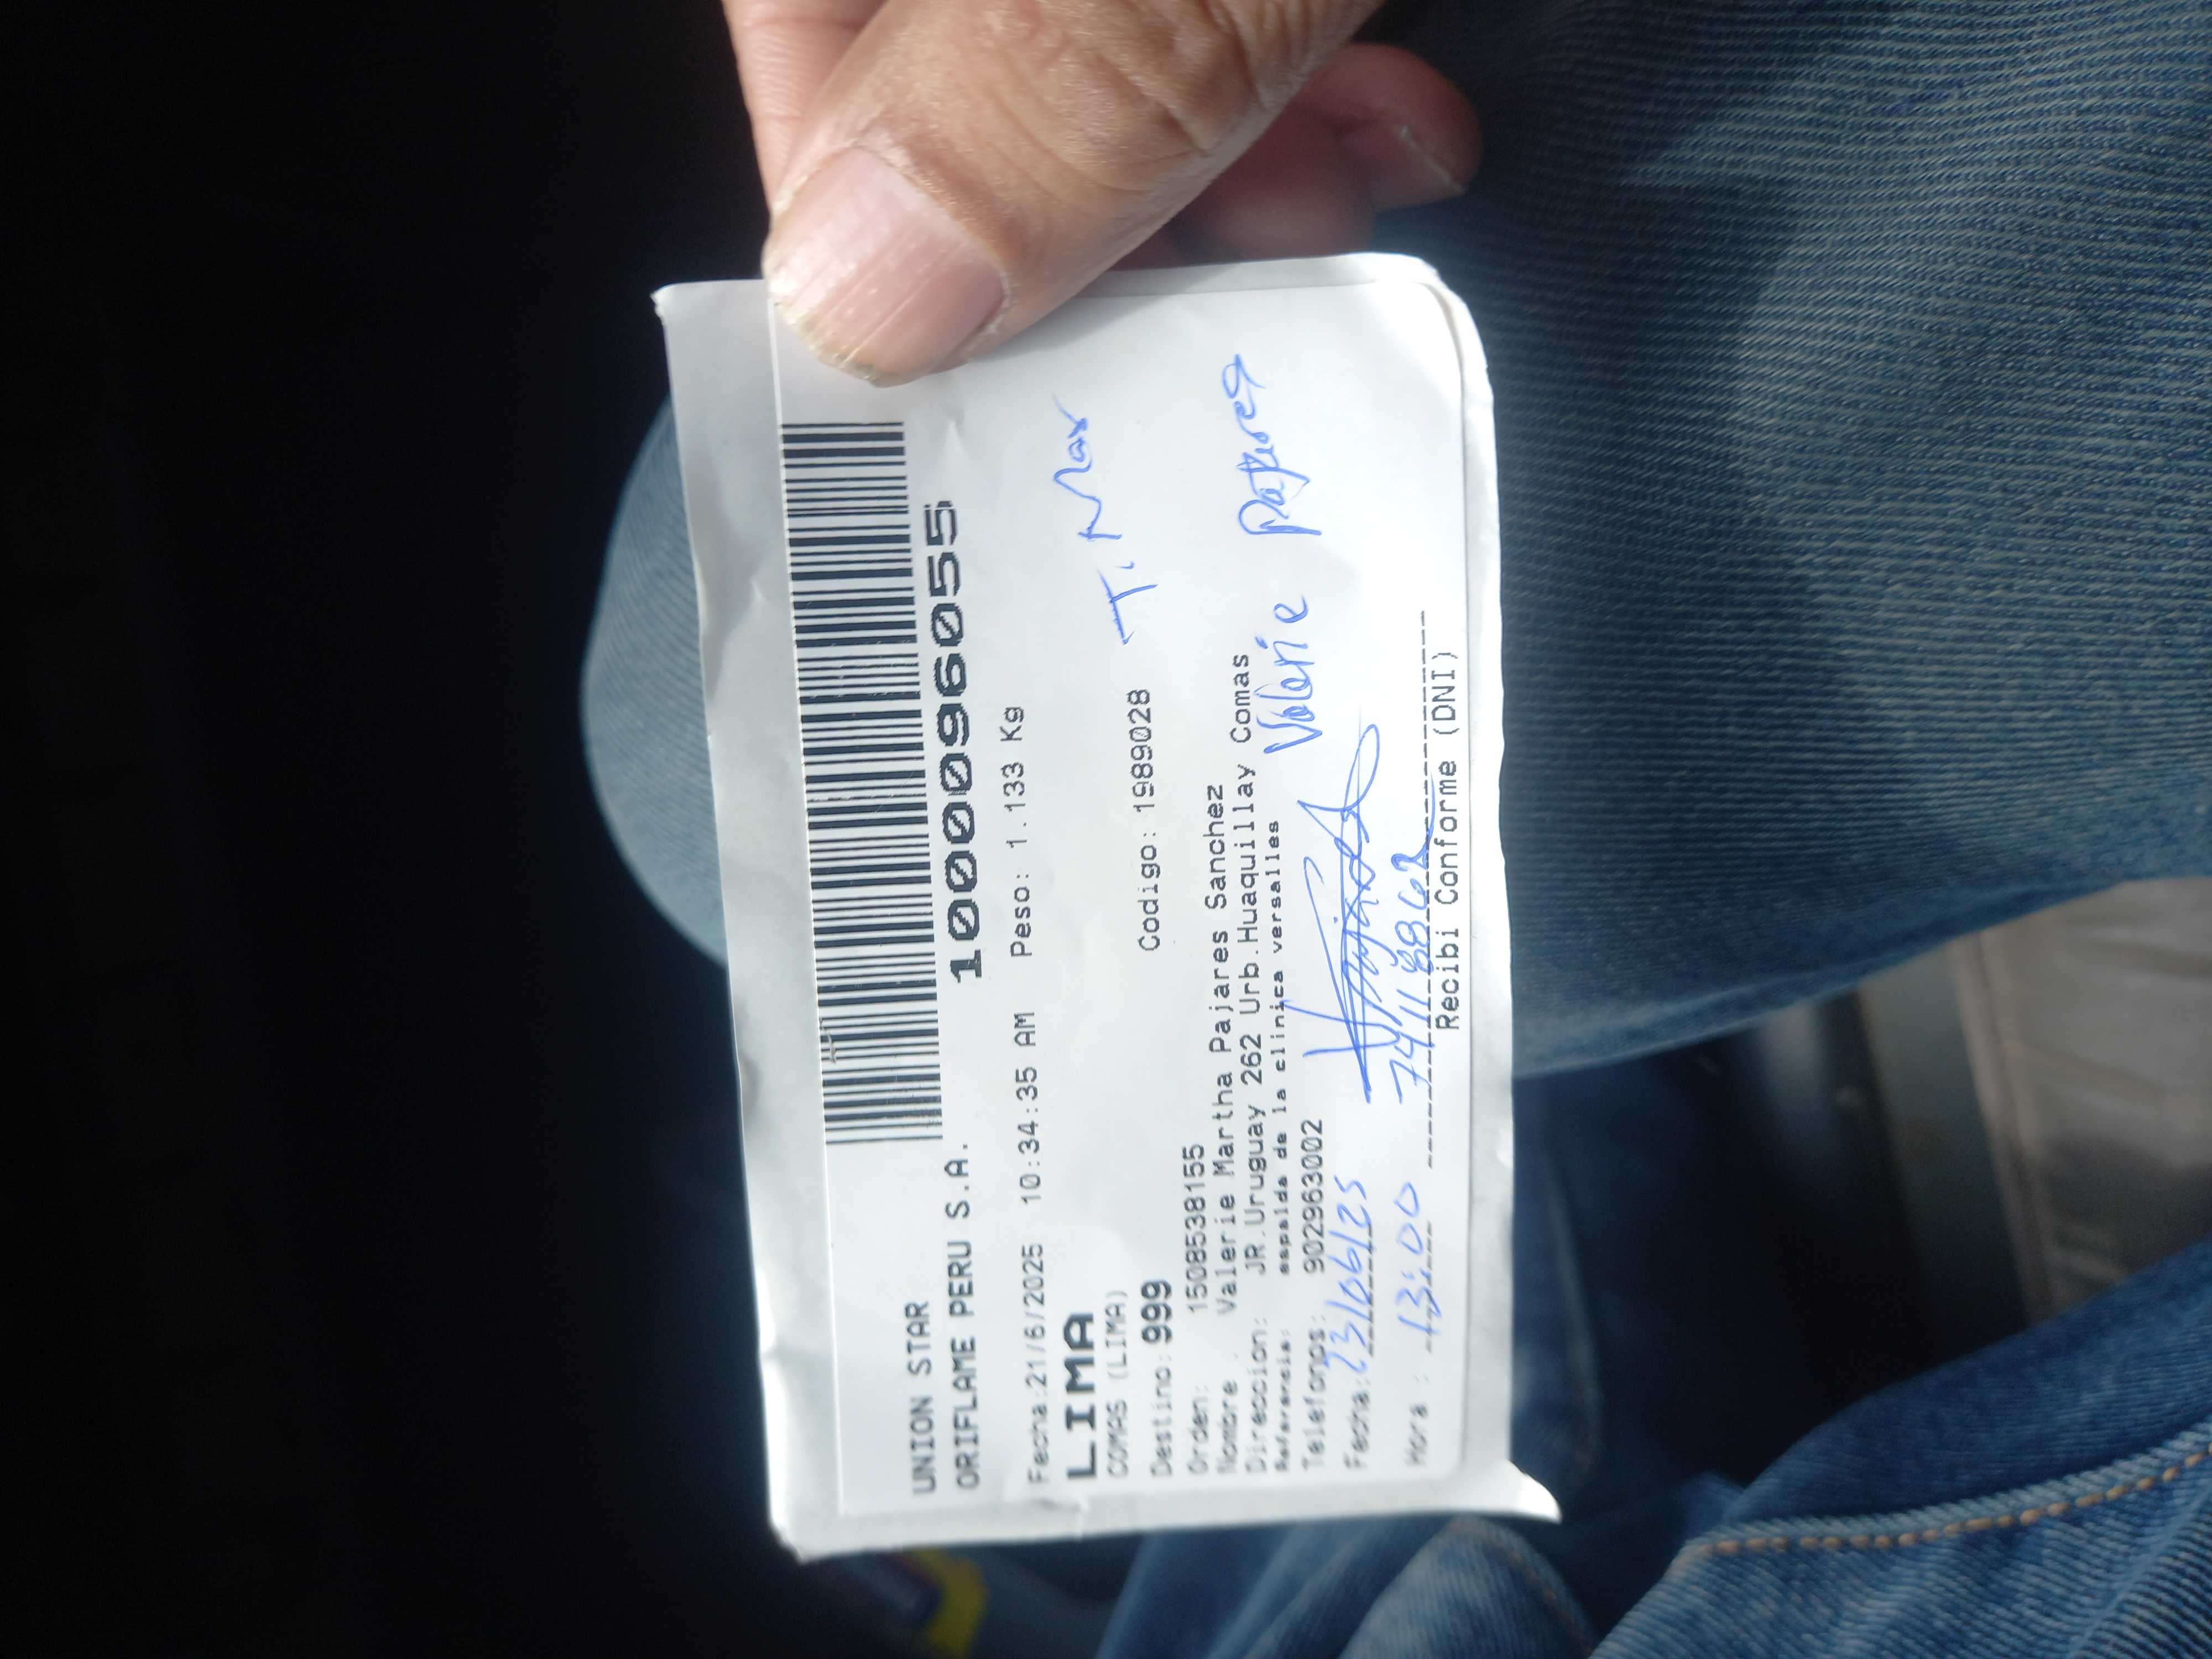 UNION STAR
ORIFLAME PERU S.A. 1000096055
Fecha:21/6/2025 10:34:35 AM Peso: 1.133 Kg
LIMA
COMAS (LIMA)
Destino:999 Codigo:1989028 T.
Orden: 1508538155
Nombre : Valerie Martha Pajares Sanchez
Direccion: JR.Uruguay 262 Urb.Huaquillay Comas
Referencia: espalda de la clinica versalles
Valerie Pajares
Telefonos: 902963002
Fecha: 23/06/25
Hora : 13:00 74118862
Recibi Conforme (DNI)